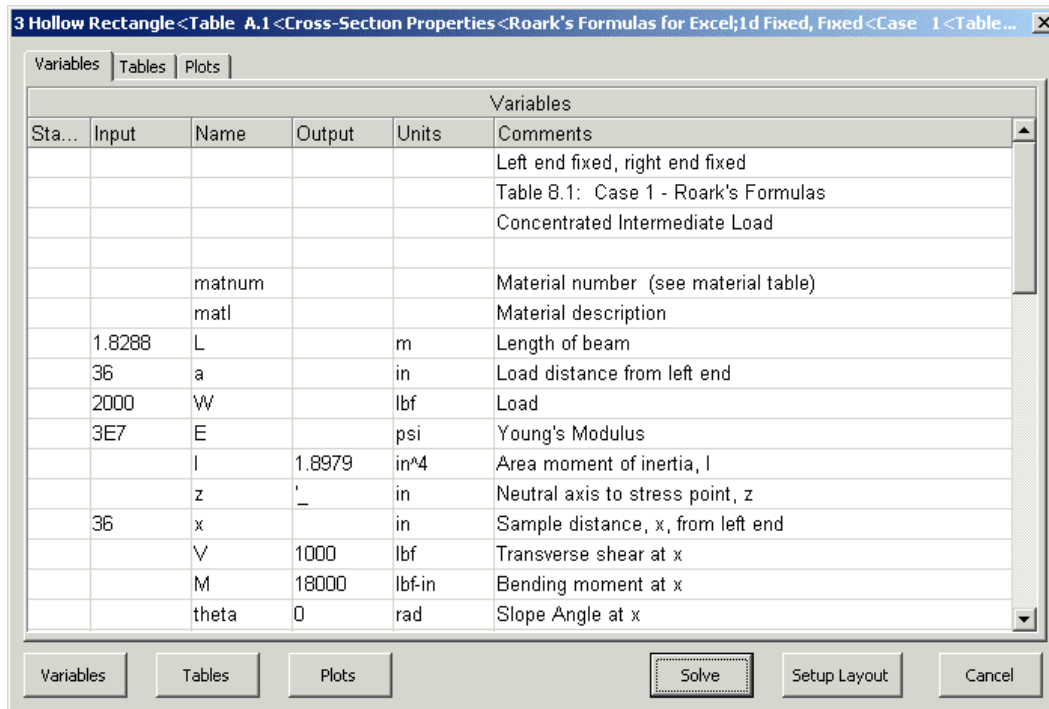 3 Hollow Rectangle<Table A.1<Cross-Section Properties<Roark's Formulas for Excel;1d Fixed, Fixed<Case 1<Table...
Variables Tables Plots
Variables
Sta... Input Name Output Units Comments
Left end fixed, right end fixed
Table 8.1: Case 1 - Roark's Formulas
Concentrated Intermediate Load
matnum Material number (see material table)
matl Material description
1.8288 L m Length of beam
36 a in Load distance from left end
2000 W lbf Load
3E7 E psi Young's Modulus
I 1.8979 in^4 Area moment of inertia, I
z '_ in Neutral axis to stress point, z
36 x in Sample distance, x, from left end
V 1000 lbf Transverse shear at x
M 18000 lbf-in Bending moment at x
theta 0 rad Slope Angle at x
Variables Tables Plots Solve Setup Layout Cancel